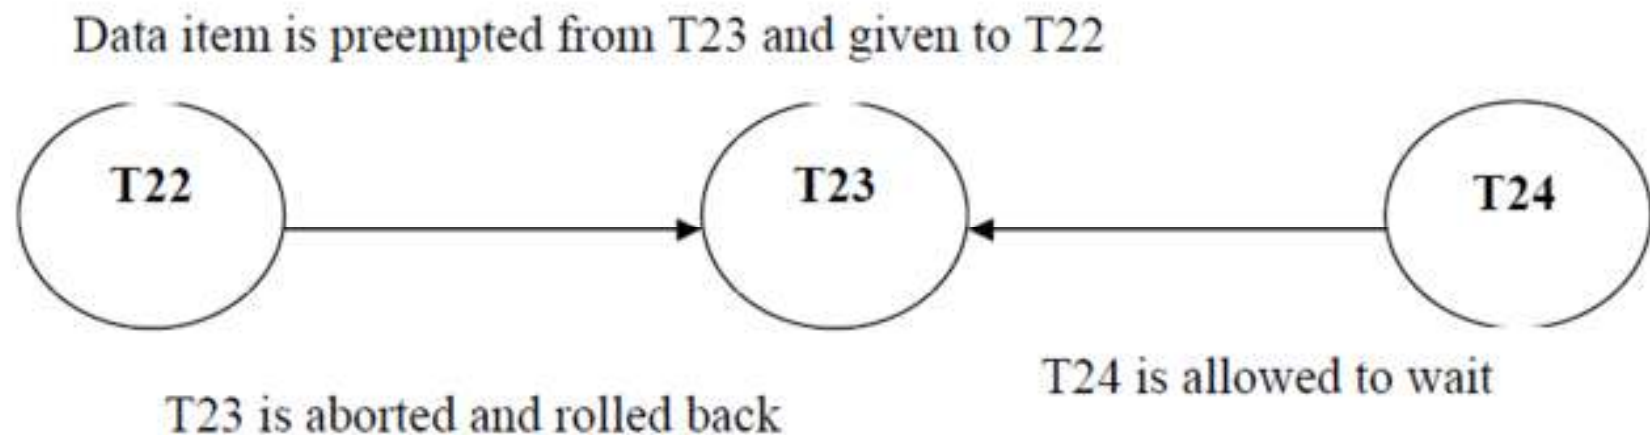 Data item is preempted from T23 and given to T22
T22
T23
T24
T24 is allowed to wait
T23 is aborted and rolled back